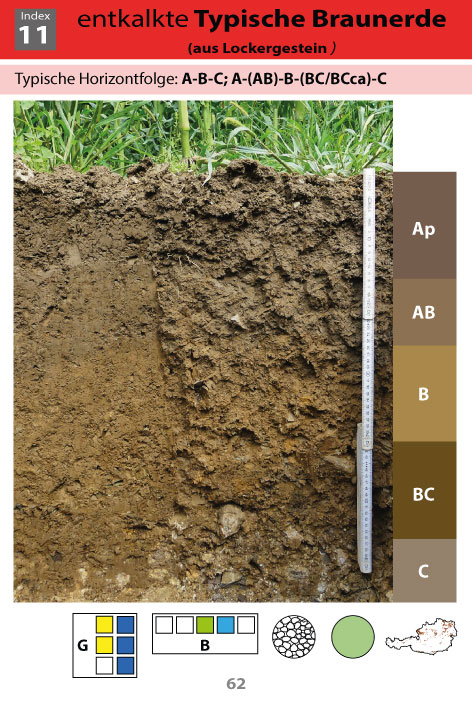 Index
11
entkalkte Typische Braunerde
(aus Lockergestein )
Typische Horizontfolge: A-B-C; A-(AB)-B-(BC/BCca)-C
Ap
AB
B
BC
C
G
B
62